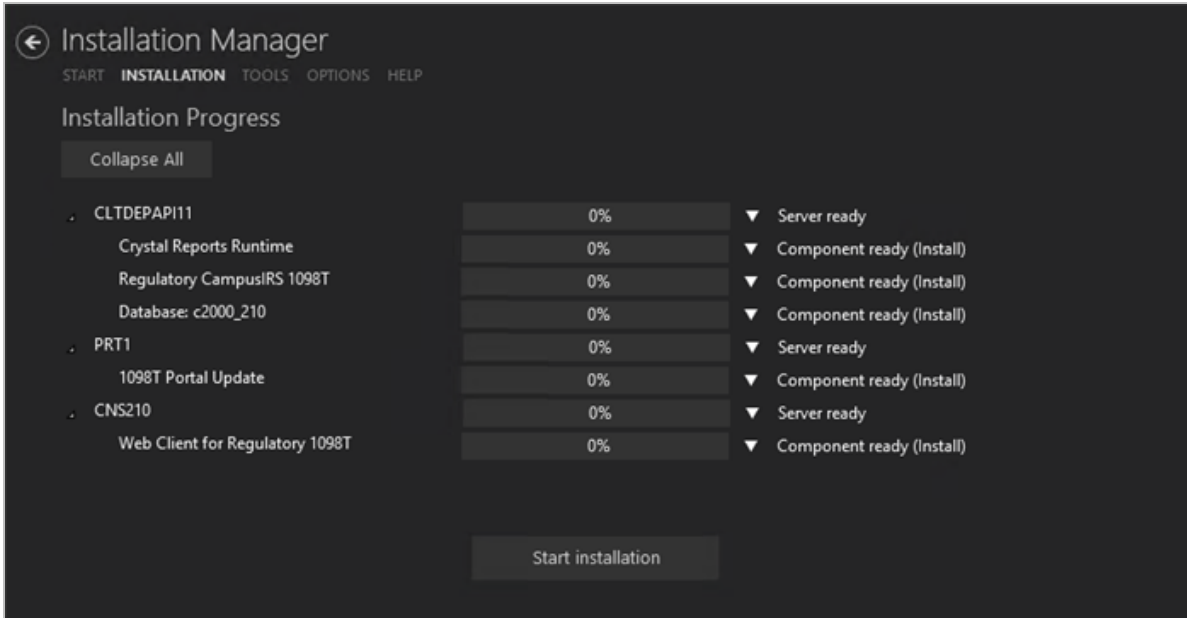 Installation Manager
START INSTALLATION TOOLS OPTIONS HELP
Installation Progress
Collapse All
CLTDEPAPI11 0% Server ready
Crystal Reports Runtime 0% Component ready (Install)
Regulatory CampusIRS 1098T 0% Component ready (Install)
Database: c2000_210 0% Component ready (Install)
PRT1 0% Server ready
1098T Portal Update 0% Component ready (Install)
CNS210 0% Server ready
Web Client for Regulatory 1098T 0% Component ready (Install)
Start installation